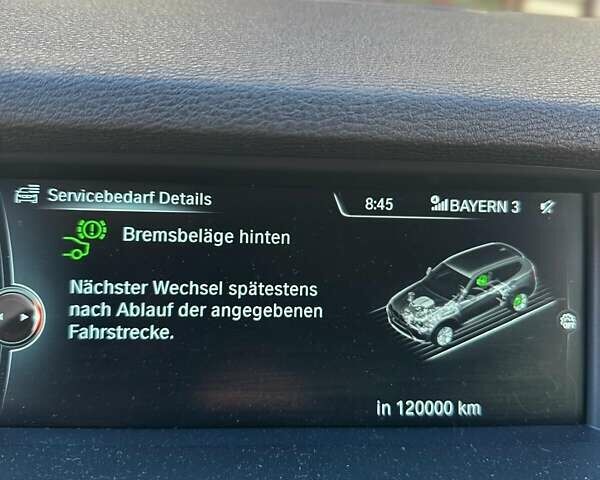 Servicebedarf Details
8:45
BAYERN 3
Bremsbeläge hinten
Nächster Wechsel spätestens
nach Ablauf der angegebenen
Fahrstrecke.
in 120000 km